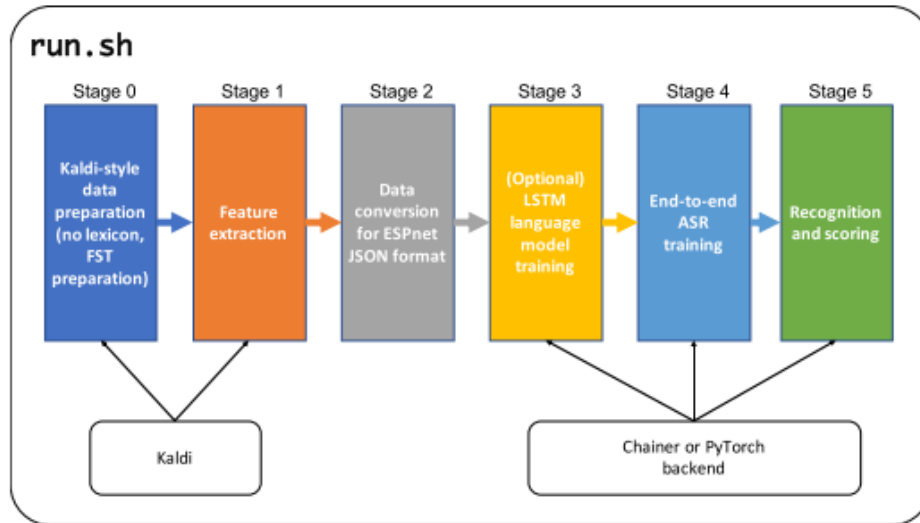 run.sh
Stage 0
Stage 1
Stage 2
Stage 3
Stage 4
Stage 5
Kaldi-style
data
preparation
(no lexicon,
FST
preparation)
Feature
extraction
Data
conversion
for ESPnet
JSON format
(Optional)
LSTM
language
model
training
End-to-end
ASR
training
Recognition
and scoring
Kaldi
Chainer or PyTorch
backend